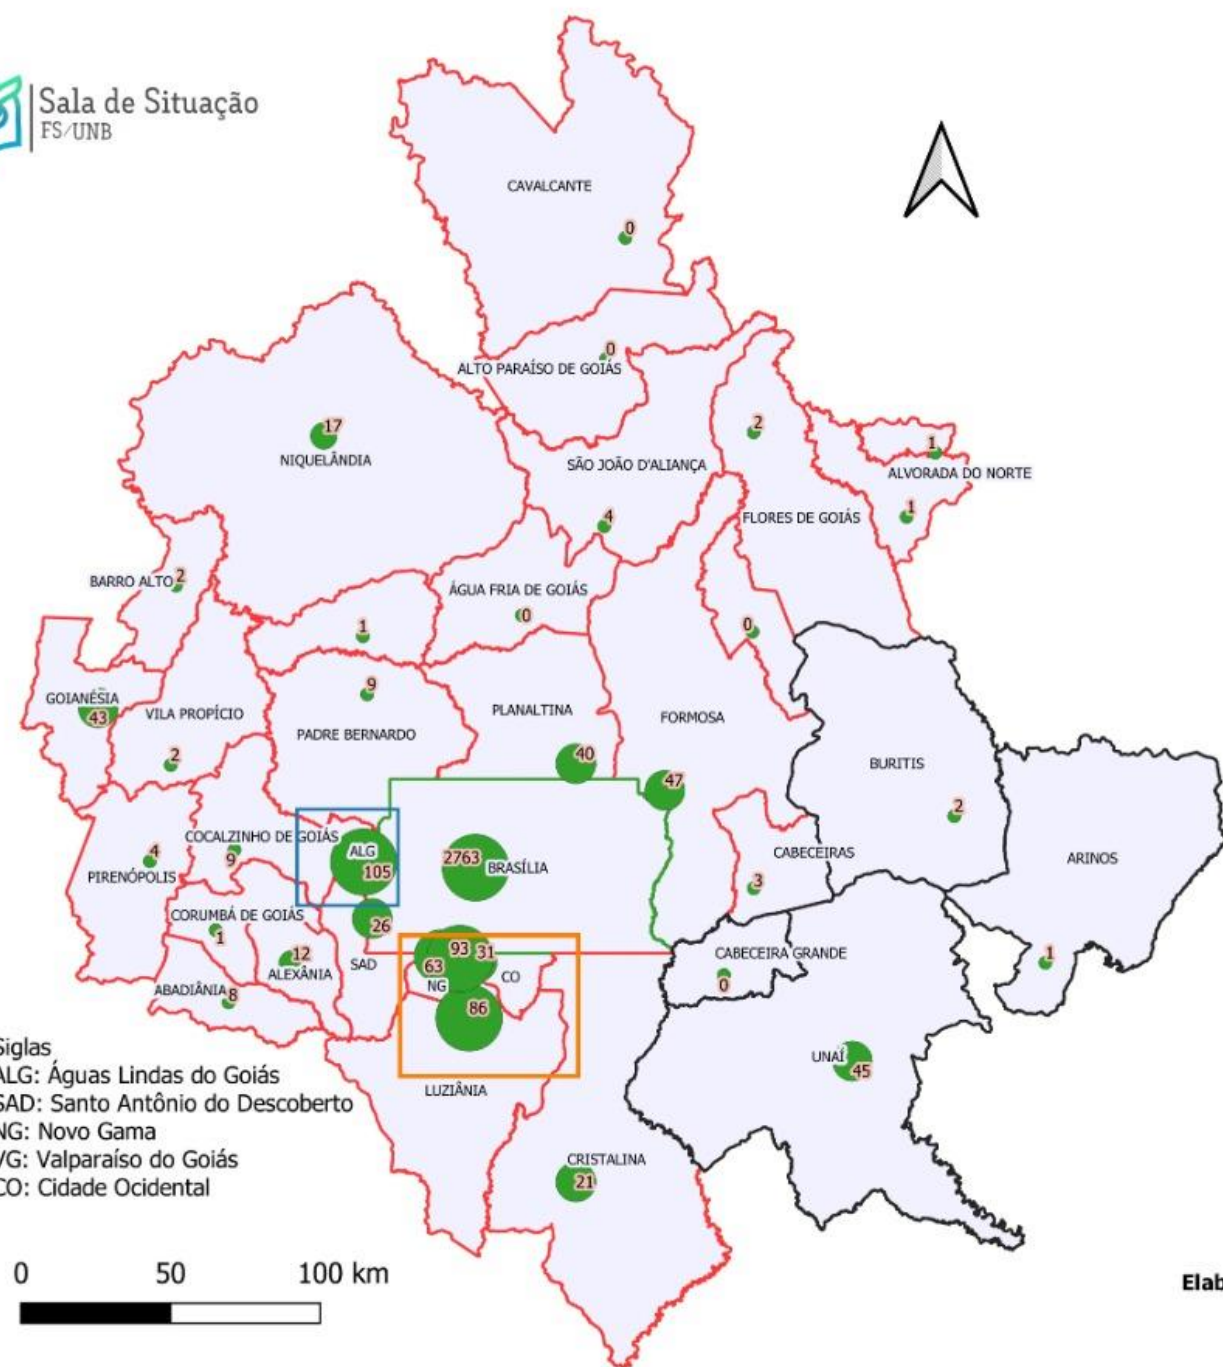 Sala de Situação
FS/UNB
CAVALCANTE
0
0
ALTO PARAÍSO DE GOIÁS
17
NIQUELÂNDIA
2
1
SÃO JOÃO D'ALIANÇA
ALVORADA DO NORTE
4
FLORES DE GOIÁS
1
BARRO ALTO
2
ÁGUA FRIA DE GOIÁS
0
1
0
9
GOIANÉSIA
43
VILA PROPÍCIO
PLANALTINA
FORMOSA
PADRE BERNARDO
2
40
BURITIS
47
2
COCALZINHO DE GOIÁS
9
ALG
105
2763
BRASÍLIA
CABECEIRAS
3
ARINOS
4
PIRENÓPOLIS
CORUMBÁ DE GOIÁS
1
26
12
ALEXÂNIA
SAD
93
31
63
NG
CO
CABECEIRA GRANDE
0
1
ABADIÂNIA
8
86
UNAÍ
45
LUZIÂNIA
CRISTALINA
21
Siglas
ALG: Águas Lindas do Goiás
SAD: Santo Antônio do Descoberto
NG: Novo Gama
VG: Valparaíso do Goiás
CO: Cidade Ocidental
0 50 100 km
Elab